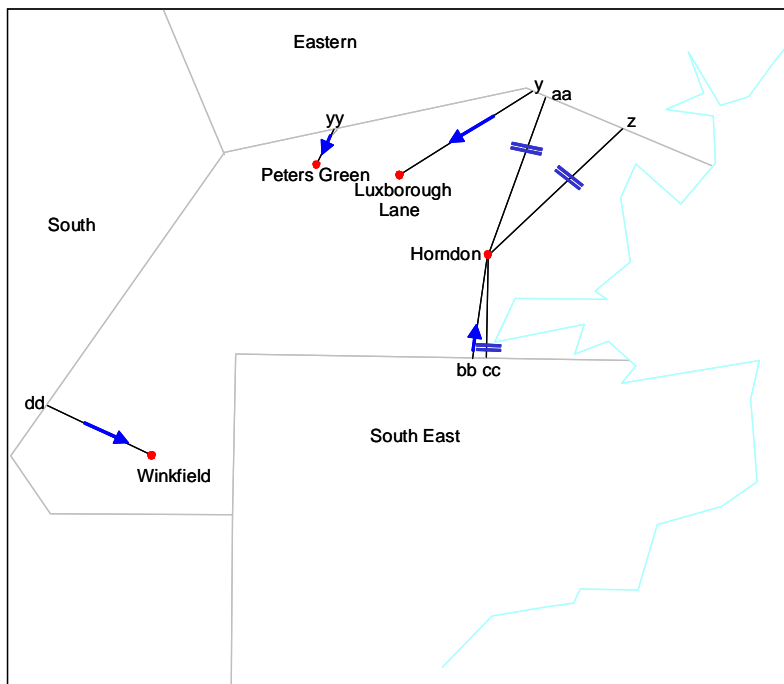 Eastern
y
aa
yy
z
Peters Green
Luxborough
Lane
South
Horndon
bb cc
dd
South East
Winkfield